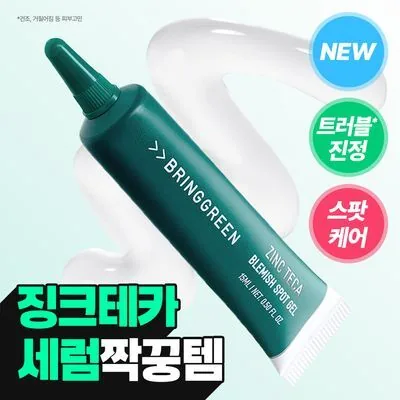 *건조, 거칠어짐 등 피부고민
NEW
트러블*
진정
스팟
케어
>>BRINGGREEN
ZINC TECA
BLEMISH SPOT GEL
15ML / NET 0.50 FL. OZ
징크테카
세럼짝꿍템